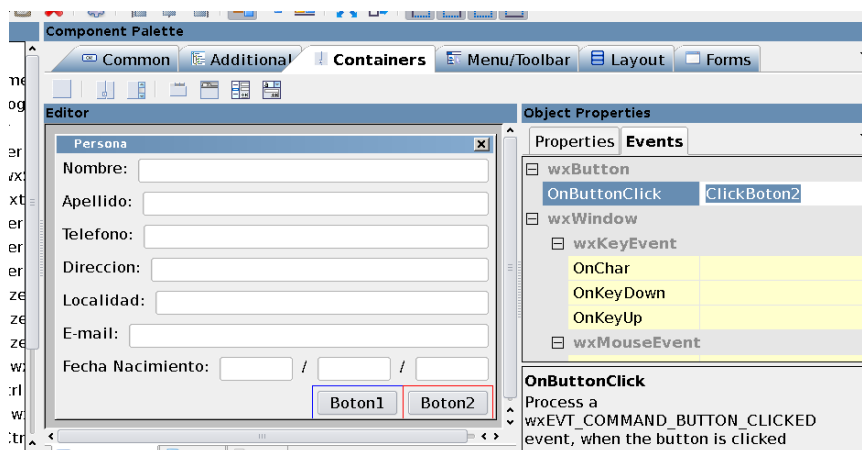 Component Palette
Common Additional Containers Menu/Toolbar Layout Forms
Editor
Object Properties
Persona
Nombre:
Apellido:
Telefono:
Direccion:
Localidad:
E-mail:
Fecha Nacimiento: / /
Boton1 Boton2
Properties Events
wxButton
OnButtonClick ClickBoton2
wxWindow
wxKeyEvent
OnChar
OnKeyDown
OnKeyUp
wxMouseEvent
OnButtonClick
Process a
wxEVT_COMMAND_BUTTON_CLICKED
event, when the button is clicked